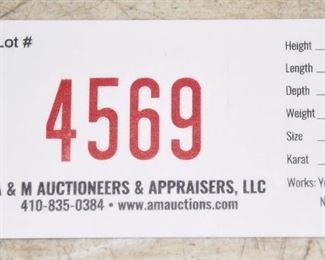 Lot #
4569
A & M AUCTIONEERS & APPRAISERS, LLC
410-835-0384 • www.amauctions.com
Height
Length
Depth
Weight
Size
Karat
Works: